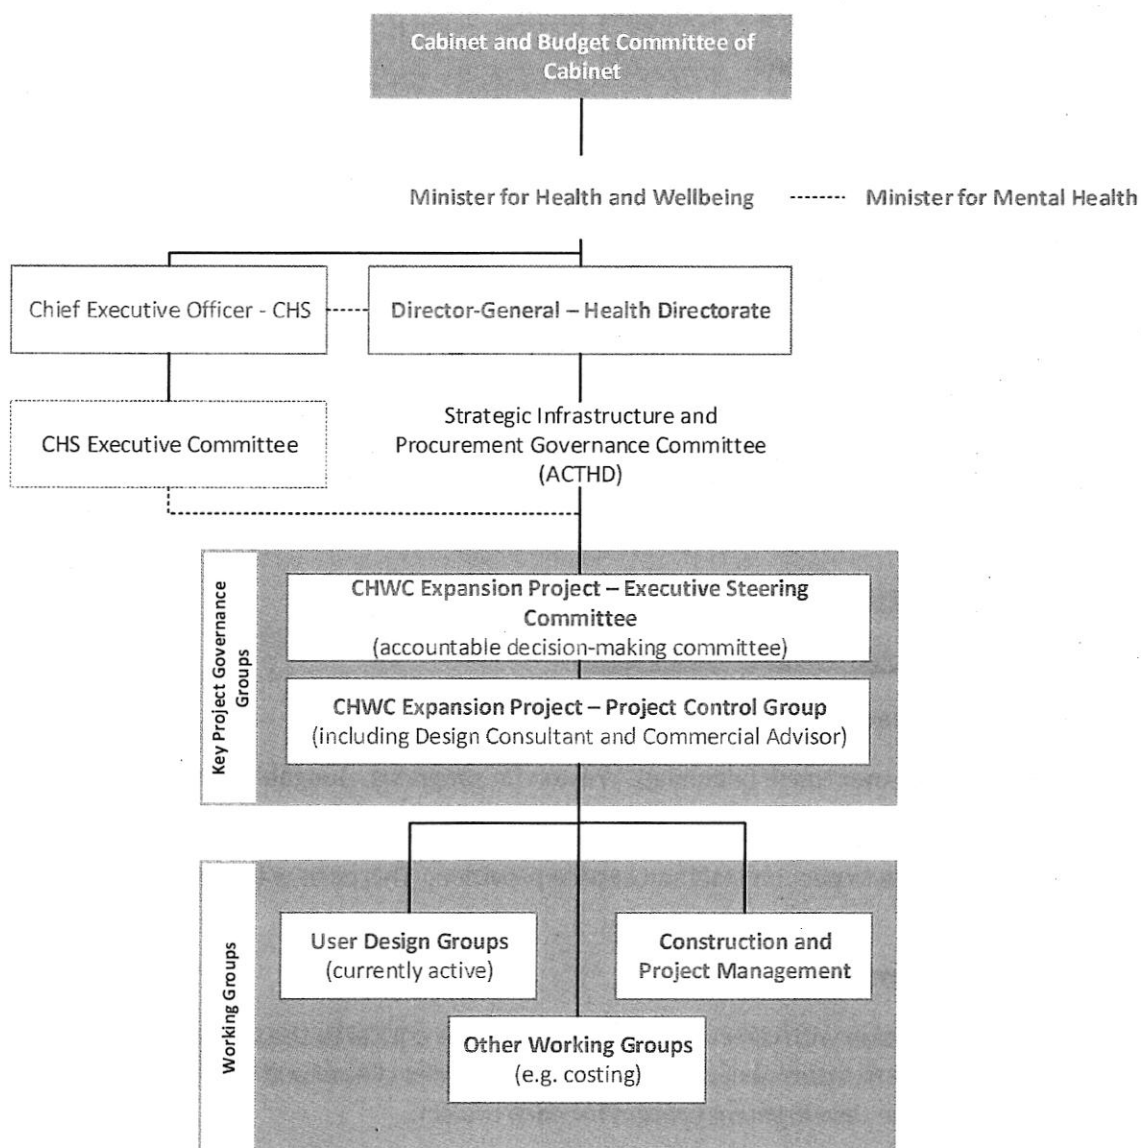 Cabinet and Budget Committee of
Cabinet
Minister for Health and Wellbeing
Minister for Mental Health
Chief Executive Officer - CHS
Director-General – Health Directorate
CHS Executive Committee
Strategic Infrastructure and
Procurement Governance Committee
(ACTHD)
Key Project Governance
Groups
CHWC Expansion Project – Executive Steering
Committee
(accountable decision-making committee)
CHWC Expansion Project – Project Control Group
(including Design Consultant and Commercial Advisor)
Working Groups
User Design Groups
(currently active)
Construction and
Project Management
Other Working Groups
(e.g. costing)